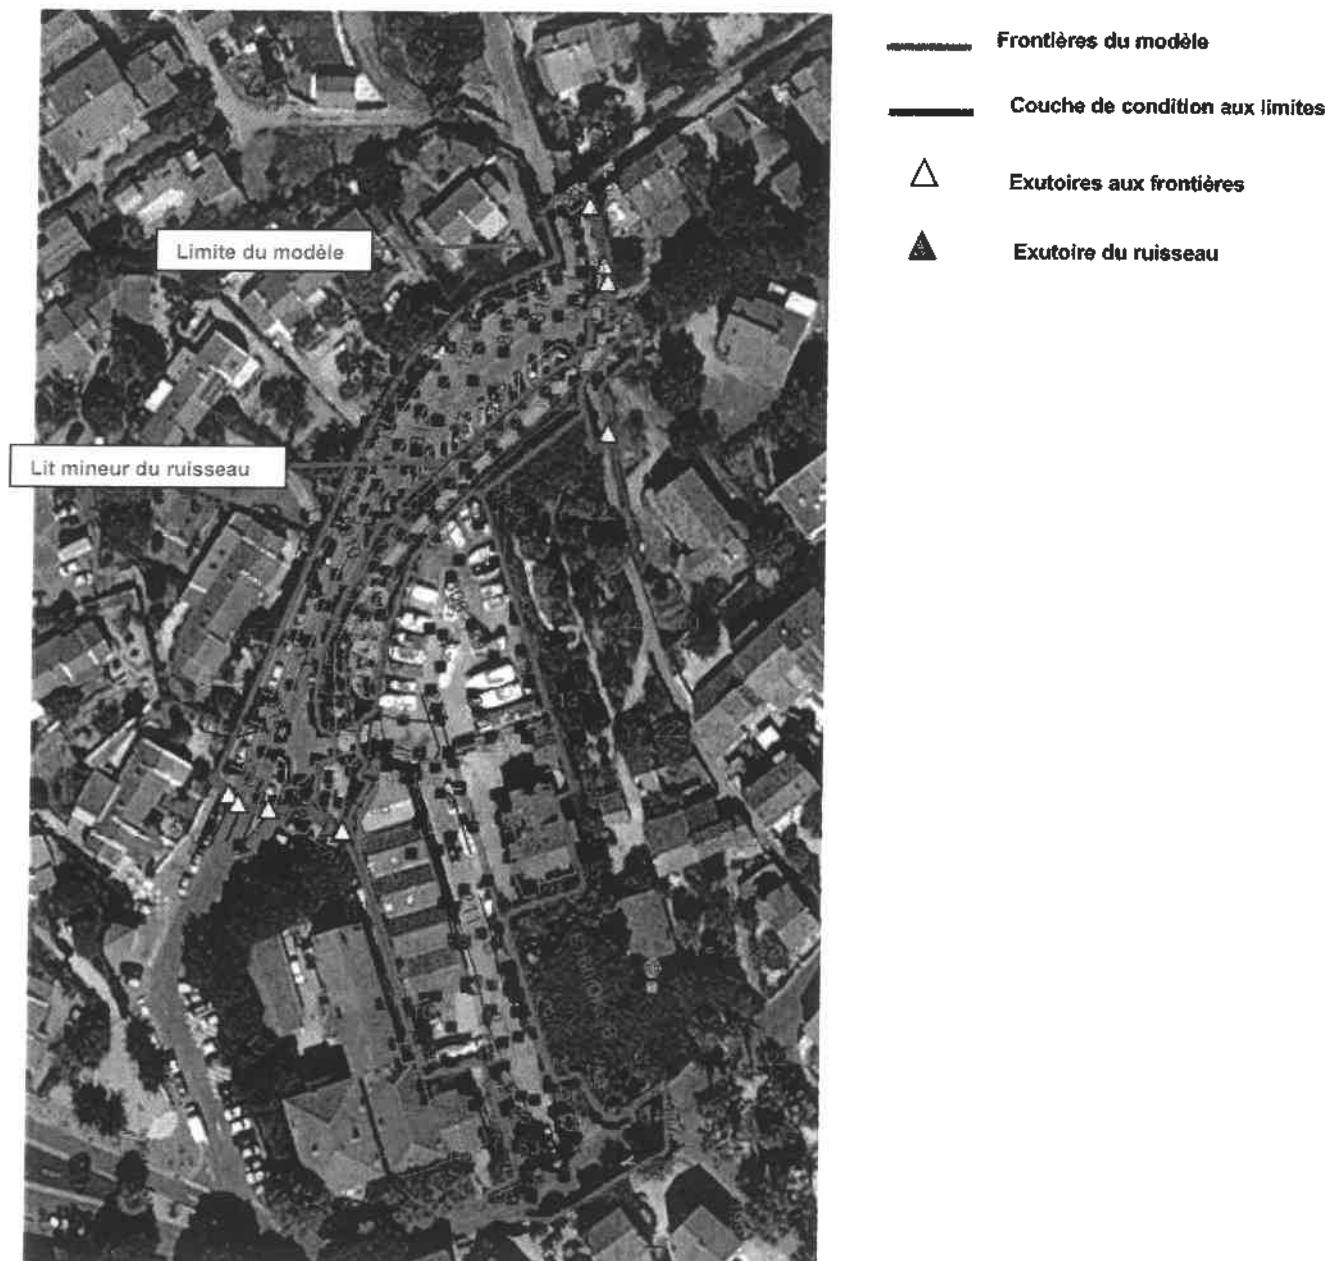 Frontières du modèle
Couche de condition aux limites
Exutoires aux frontières
Exutoire du ruisseau
Limite du modèle
Lit mineur du ruisseau